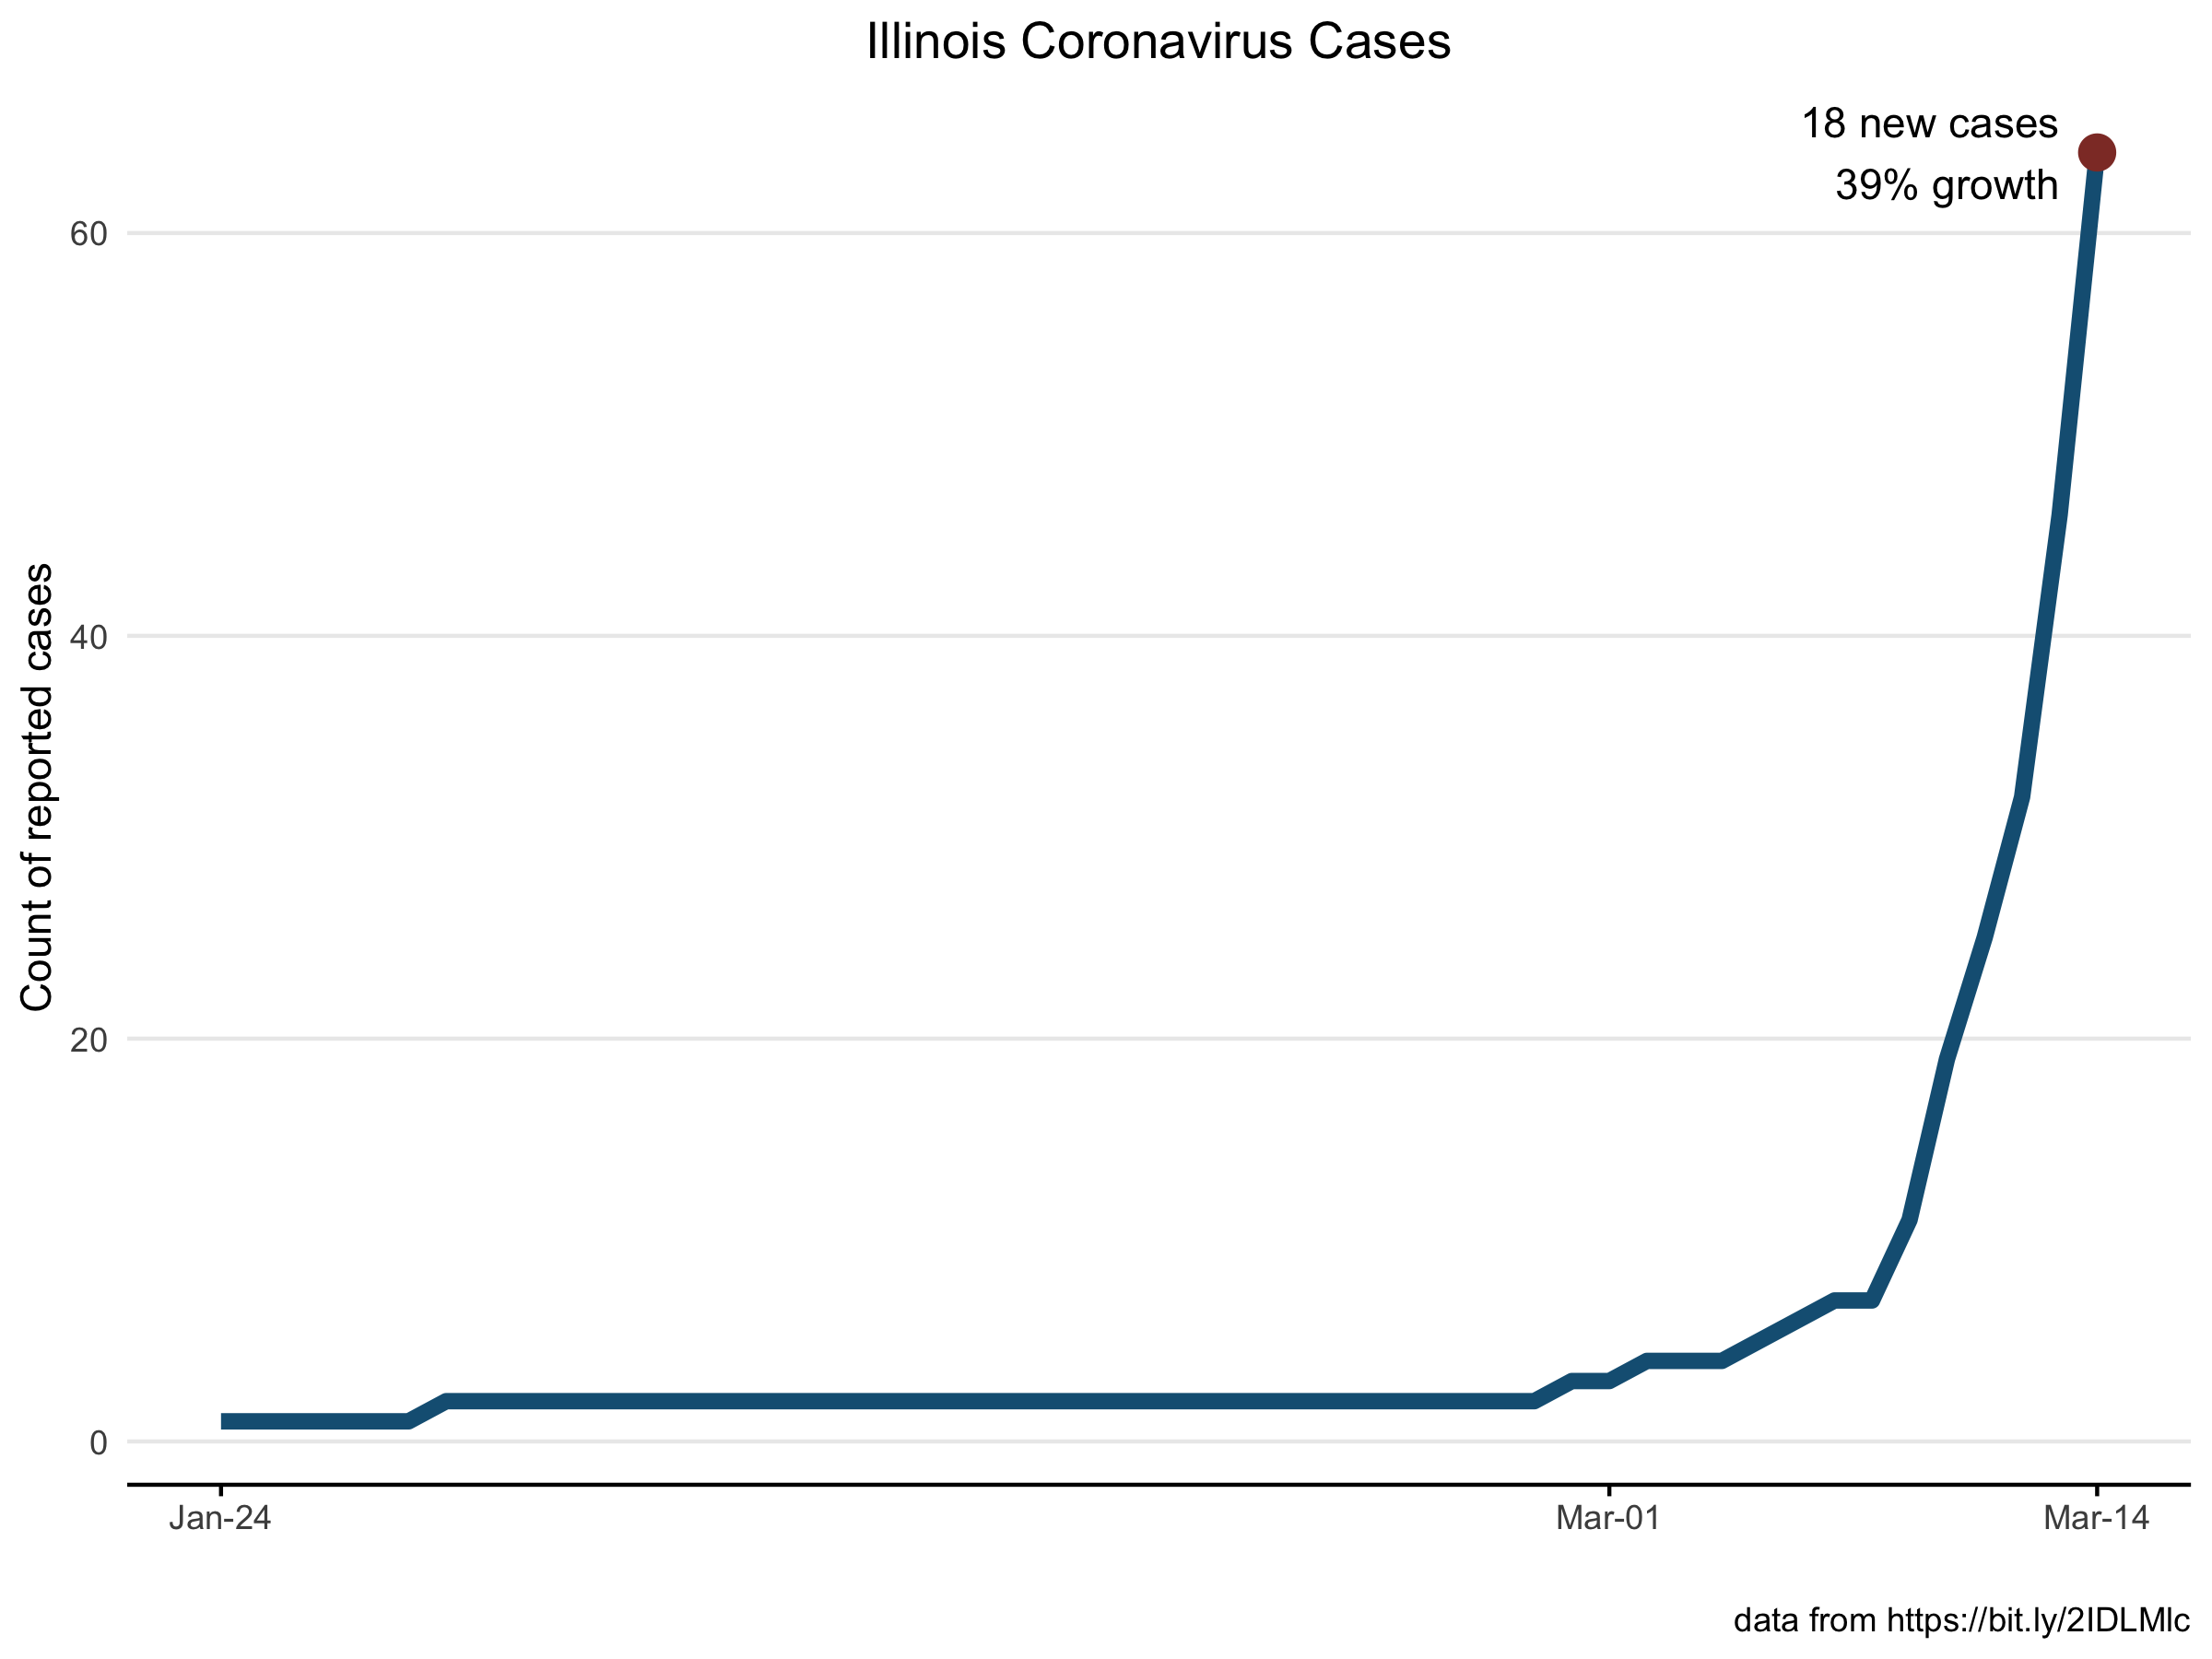 Illinois Coronavirus Cases
18 new cases
39% growth
60
40
20
0
Count of reported cases
Jan-24
Mar-01
Mar-14
data from https://bit.ly/2IDLMlc